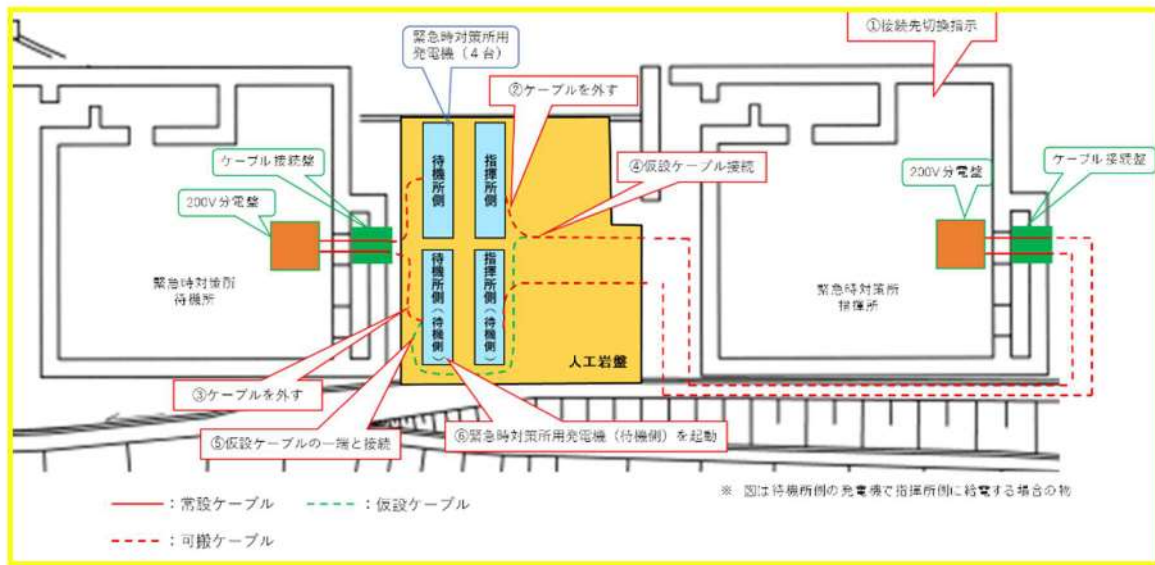 緊急時対策所用
発電機（4台）
①接続先切換指示
②ケーブルを外す
ケーブル接続盤
200V分電盤
待機所側
指揮所側
④仮設ケーブル接続
200V分電盤
ケーブル接続盤
緊急時対策所
待機所
待機所側（待機側）
指揮所側（待機側）
緊急時対策所
指揮所
人工岩盤
③ケーブルを外す
⑤仮設ケーブルの一端と接続
⑥緊急時対策所用発電機（待機側）を起動
※ 図は待機所側の発電機で指揮所側に給電する場合の物
：常設ケーブル
：仮設ケーブル
：可搬ケーブル